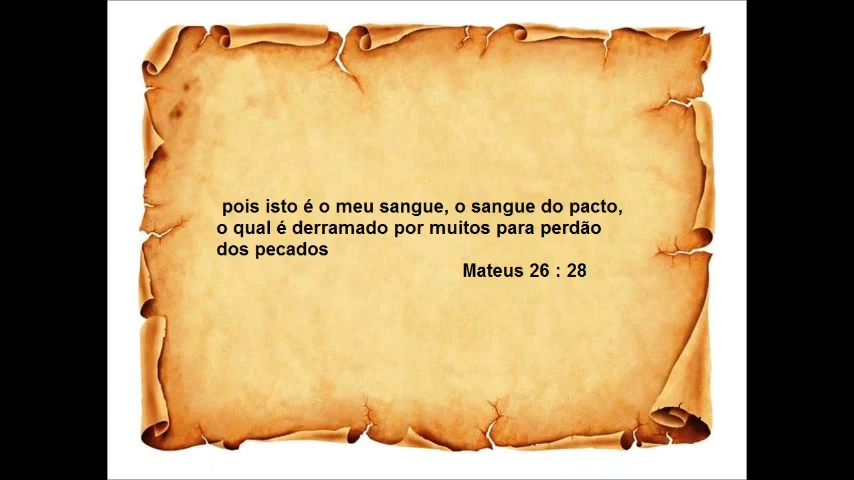 pois isto é o meu sangue, o sangue do pacto,
o qual é derramado por muitos para perdão
dos pecados
Mateus 26 : 28